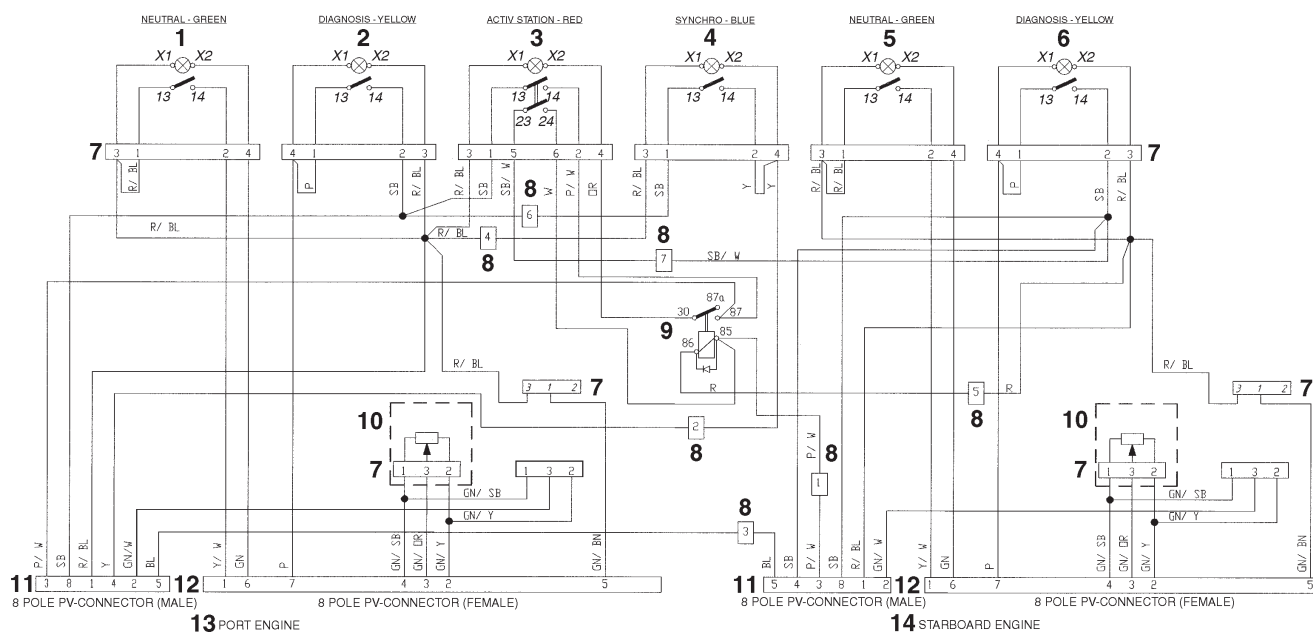 NEUTRAL - GREEN DIAGNOSIS - YELLOW ACTIV STATION - RED SYNCHRO - BLUE NEUTRAL - GREEN DIAGNOSIS - YELLOW
1 2 3 4 5 6
X1 X2 X1 X2 X1 X2 X1 X2 X1 X2 X1 X2
13 14 13 14 13 14 13 14 13 14 13 14
23 24
7 3 1 2 4 4 1 2 3 3 1 5 6 2 4 3 1 2 4 3 1 2 4 4 1 2 3 7
R/ BL R/ BL P SB R/ BL R/ BL SB SB/ W W P/ W OR R/ BL SB Y Y R/ BL R/ BL P SB R/ BL
8
6
R/ BL R/ BL 4 8
8 7 SB/ W
87a
30 87
9
86 85
R/ BL R/ BL
R 5 R
8
3 1 2 7 3 1 2 7
10 2 8 10
P/ W 8
7 1 3 2 1 3 2 1 7 1 3 2 1 3 2
GN/ SB GN/ SB
GN/ Y GN/ Y
8
3
P/ W SB R/ BL Y GN/W BL Y/ W GN P GN/ SB GN/ OR GN/ Y GN/ BN BL SB P/ W SB R/ BL GN/ W Y/ W GN P GN/ SB GN/ OR GN/ Y GN/ BN
11 3 8 1 4 2 5 12 1 6 7 4 3 2 5 11 5 4 3 8 1 2 12 1 6 7 4 3 2 5
8 POLE PV-CONNECTOR (MALE) 8 POLE PV-CONNECTOR (FEMALE) 8 POLE PV-CONNECTOR (MALE) 8 POLE PV-CONNECTOR (FEMALE)
13 PORT ENGINE 14 STARBOARD ENGINE